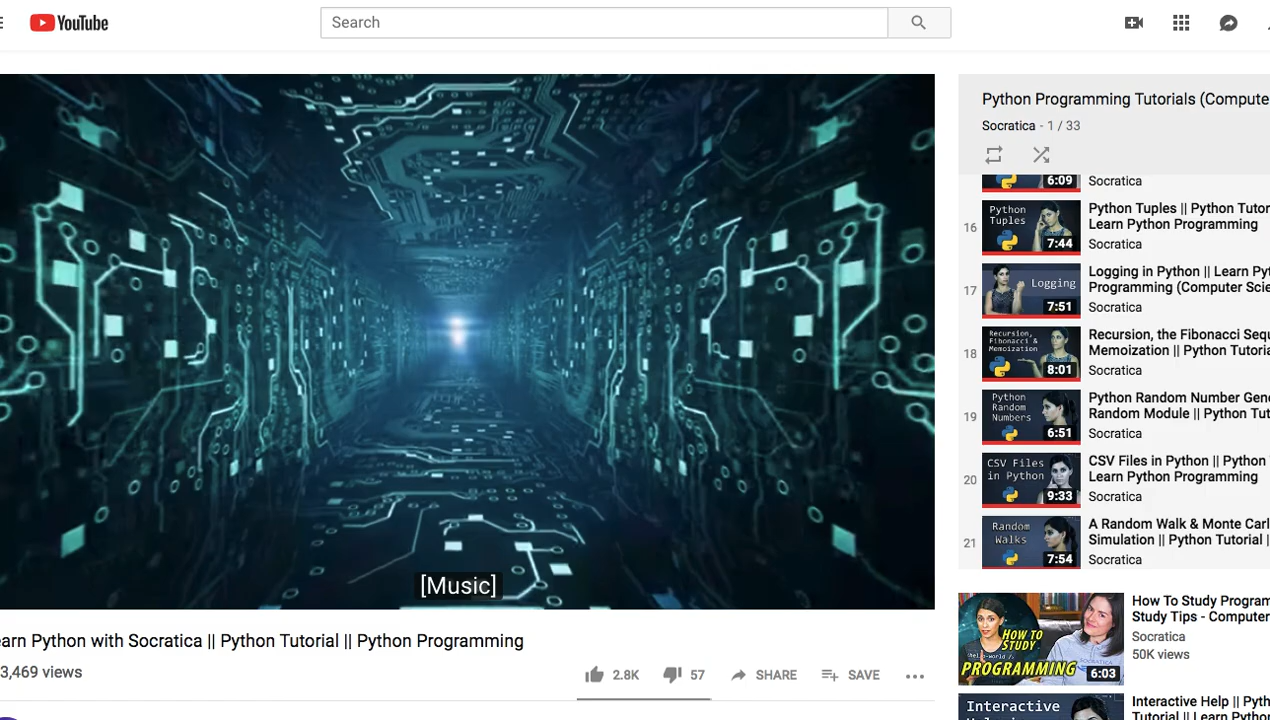 YouTube
Search
[Music]
earn Python with Socratica || Python Tutorial || Python Programming
3,469 views
2.8K
57
SHARE
SAVE
Python Programming Tutorials (Compute
Socratica - 1 / 33
6:09
Socratica
16
Python
Tuples
7:44
Python Tuples || Python Tutor
Learn Python Programming
Socratica
17
Logging
7:51
Logging in Python || Learn Pyt
Programming (Computer Scie
Socratica
18
Recursion,
Fibonacci &
Memoization
8:01
Recursion, the Fibonacci Sequ
Memoization || Python Tutoria
Socratica
19
Python
Random
Numbers
6:51
Python Random Number Gene
Random Module || Python Tut
Socratica
20
CSV Files
in Python
9:33
CSV Files in Python || Python
Learn Python Programming
Socratica
21
Random
Walks
7:54
A Random Walk & Monte Carl
Simulation || Python Tutorial |
Socratica
HOW TO
STUDY
PROGRAMMING
SOCRATICA
6:03
How To Study Program
Study Tips - Computer
Socratica
50K views
Interactive
Interactive Help || Pyth
Tutorial || Learn Pytho